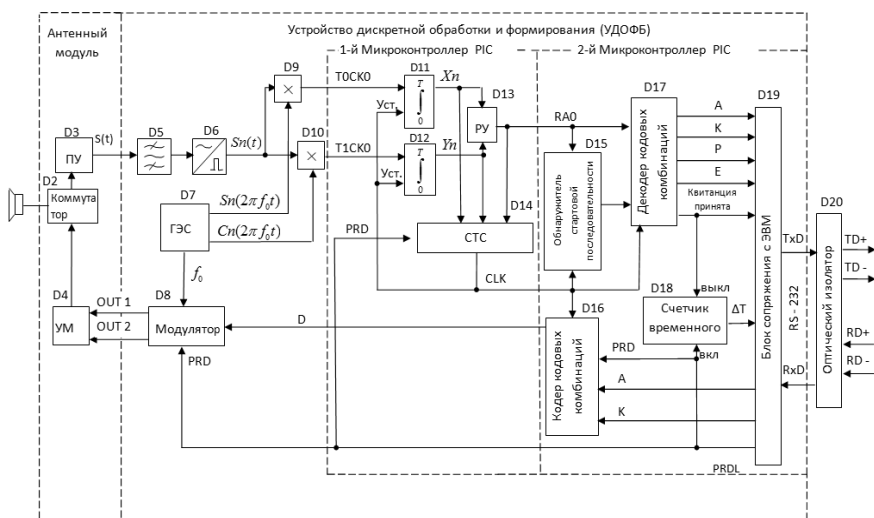 Антенный
модуль
Устройство дискретной обработки и формирования (УДОФБ)
1-й Микроконтроллер PIC
2-й Микроконтроллер PIC
D9
×
T0CK0
D11
T
∫
0
Xn
D13
РУ
D17
Декодер кодовых
комбинаций
A
K
P
E
Квитанция
принята
D19
Блок сопряжения с ЭВМ
D3
ПУ
S(t)
D5
D6
Sn(t)
D10
×
T1CK0
Уст.
D12
T
∫
0
Yn
Уст.
RA0
D15
Обнаружитель
стартовой
последовательности
D2
Коммута
тор
D7
ГЭС
Sn(2πf₀t)
Cn(2πf₀t)
f₀
PRD
D14
СТС
CLK
D20
Оптический изолятор
TxD
TD+
TD -
RS - 232
RD+
RD -
RxD
D4
УМ
OUT 1
OUT 2
D8
Модулятор
PRD
D
D16
Кодер кодовых
комбинаций
D18
выкл
Счетчик
временного
ΔT
вкл
PRD
A
K
PRDL